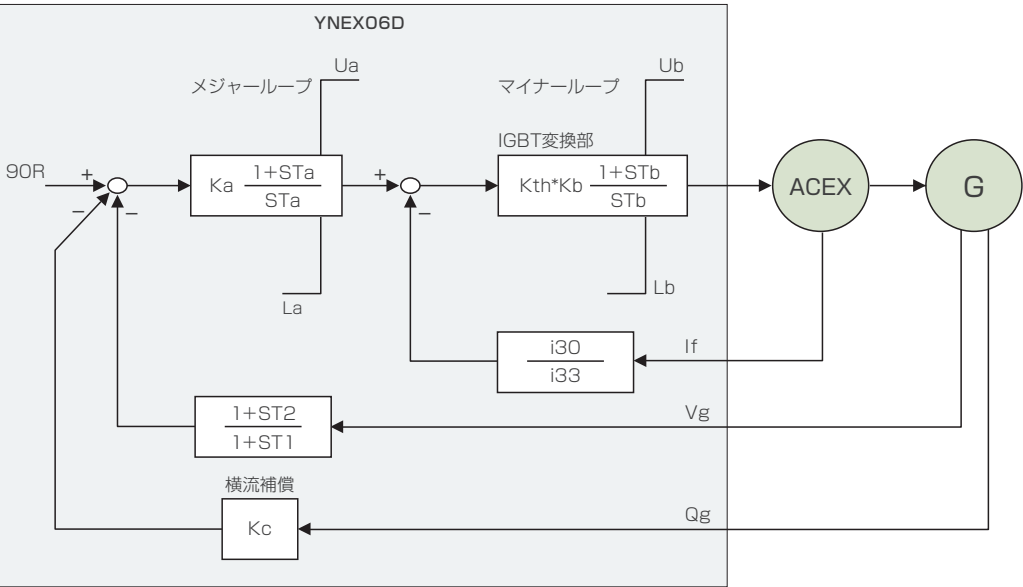 YNEX06D
メジャーループ
Ua
マイナーループ
Ub
IGBT変換部
90R
+
−
−
Ka 1+STa
STa
+
−
Kth*Kb 1+STb
STb
ACEX
G
La
Lb
i30
i33
If
1+ST2
1+ST1
Vg
横流補償
Kc
Qg